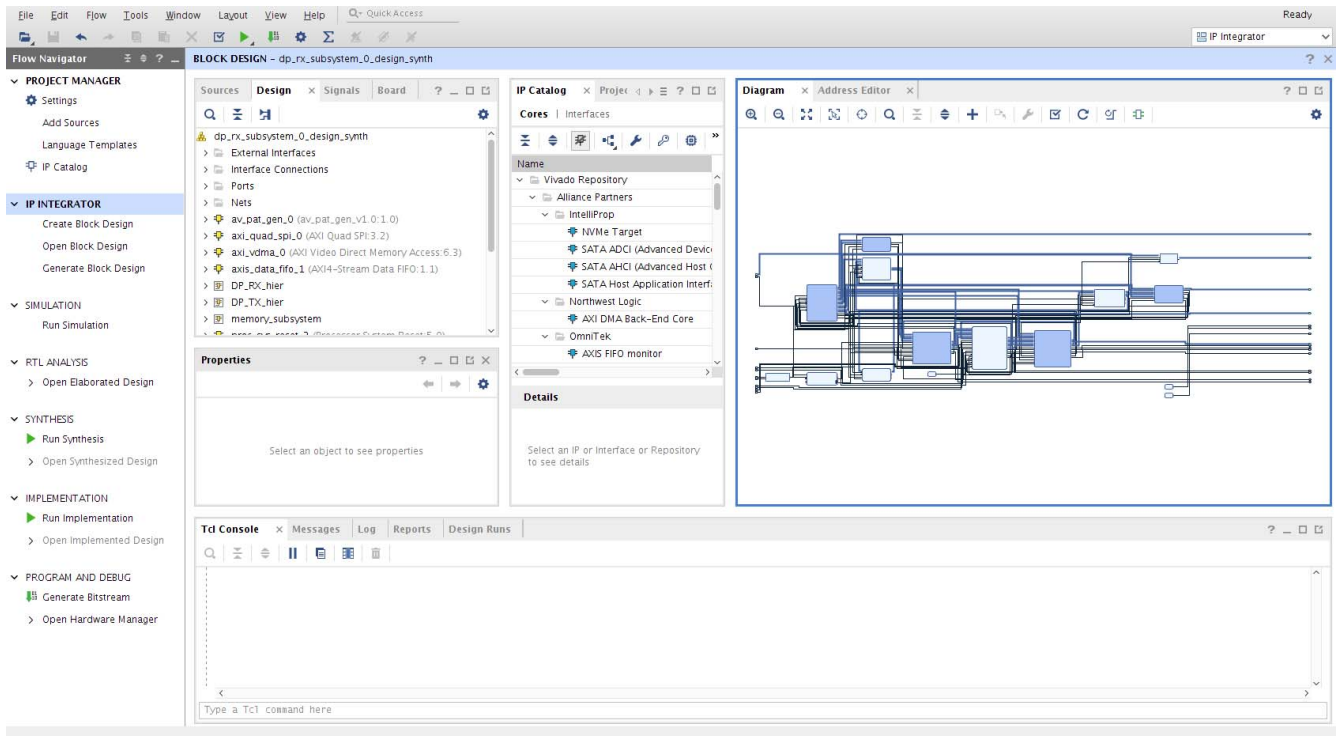 File Edit Flow Tools Window Layout View Help Quick Access Ready
IP Integrator
Flow Navigator
PROJECT MANAGER
Settings
Add Sources
Language Templates
IP Catalog
IP INTEGRATOR
Create Block Design
Open Block Design
Generate Block Design
SIMULATION
Run Simulation
RTL ANALYSIS
Open Elaborated Design
SYNTHESIS
Run Synthesis
Open Synthesized Design
IMPLEMENTATION
Run Implementation
Open Implemented Design
PROGRAM AND DEBUG
Generate Bitstream
Open Hardware Manager
BLOCK DESIGN - dp_rx_subsystem_0_design_synth
Sources Design Signals Board
dp_rx_subsystem_0_design_synth
External Interfaces
Interface Connections
Ports
Nets
av_pat_gen_0 (av_pat_gen_v1.0:1.0)
axi_quad_spi_0 (AXI Quad SPI:3.2)
axi_vdma_0 (AXI Video Direct Memory Access:6.3)
axis_data_fifo_1 (AXI4-Stream Data FIFO:1.1)
DP_RX_hier
DP_TX_hier
memory_subsystem
Properties
Select an object to see properties
IP Catalog Projec
Cores | Interfaces
Name
Vivado Repository
Alliance Partners
IntelliProp
NVMe Target
SATA ADCI (Advanced Device
SATA AHCI (Advanced Host
SATA Host Application Interf
Northwest Logic
AXI DMA Back-End Core
OmniTek
AXIS FIFO monitor
Details
Select an IP or Interface or Repository
to see details
Diagram Address Editor
Tcl Console Messages Log Reports Design Runs
Type a Tcl command here